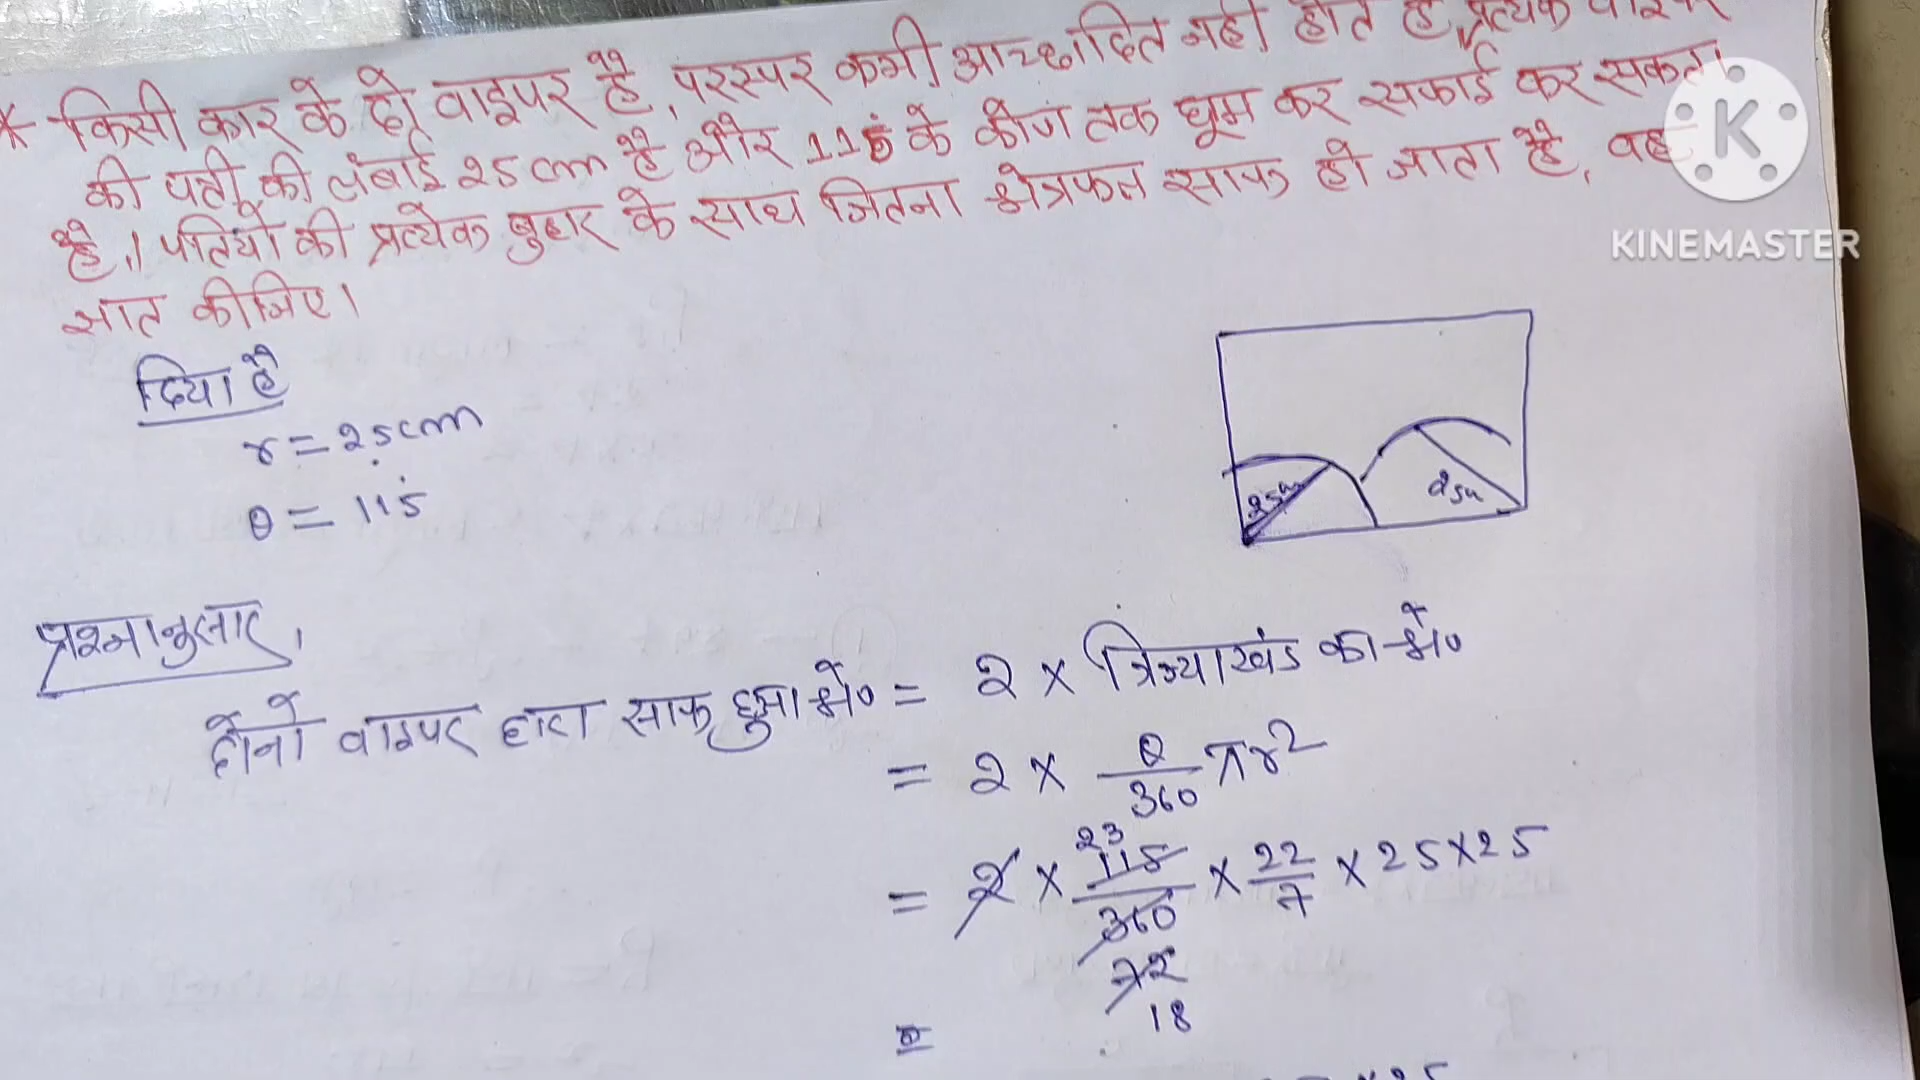 * किसी कार के दो वाइपर है, परस्पर कभी आच्छादित नही होते है प्रत्येक वाइपर
की पत्ती की लंबाई 25 cm है और 115° के कोण तक घूम कर सफाई कर सकता
है । पतियों की प्रत्येक बुहार के साथ जितना क्षेत्रफल साफ हो जाता है, वह
ज्ञात कीजिए।
K
KINEMASTER
दिया है
r = 25cm
θ = 115°
25cm
25cm
प्रश्नानुसार,
दोनों वाइपर द्वारा साफ हुआ क्षे० = 2 × त्रिज्याखंड का क्षे०
= 2 × θ/360 πr²
= 2 × 115/360 × 22/7 × 25×25
23
72
18
=
×25